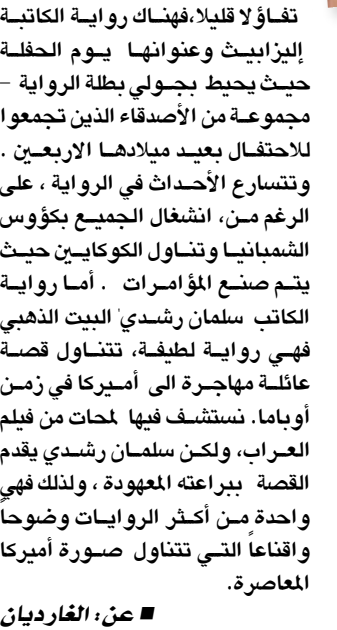 تفاؤلا قليلا،فهناك رواية الكاتبة
إليزابيث وعنوانها يوم الحفلة
حيث يحيط بجولي بطلة الرواية –
مجموعة من الأصدقاء الذين تجمعوا
للاحتفال بعيد ميلادها الاربعين .
وتتسارع الأحداث في الرواية ، على
الرغم من، انشغال الجميع بكؤوس
الشمبانيا وتناول الكوكايين حيث
يتم صنع المؤامرات . أما رواية
الكاتب سلمان رشدي' البيت الذهبي
فهي رواية لطيفة، تتناول قصة
عائلة مهاجرة الى أميركا في زمن
أوباما. نستشف فيها لمحات من فيلم
العراب، ولكن سلمان رشدي يقدم
القصة ببراعته المعهودة ، ولذلك فهي
واحدة من أكثر الروايات وضوحاً
واقناعاً التي تتناول صورة أميركا
المعاصرة.
■ عن: الغارديان